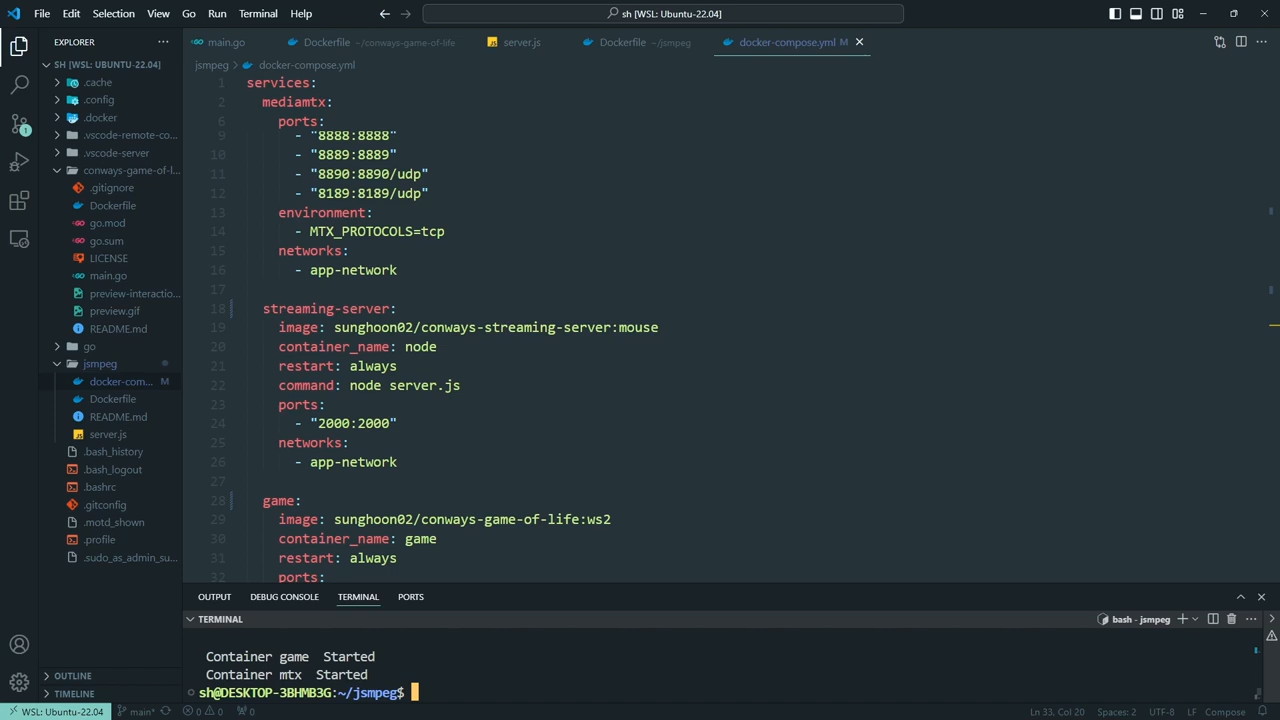 File Edit Selection View Go Run Terminal Help
sh [WSL: Ubuntu-22.04]
EXPLORER
main.go
Dockerfile ~/conways-game-of-life
server.js
Dockerfile ~/jsmpeg
docker-compose.yml M
SH [WSL: UBUNTU-22.04]
.cache
.config
.docker
.vscode-remote-co...
.vscode-server
conways-game-of-l...
.gitignore
Dockerfile
go.mod
go.sum
LICENSE
main.go
preview-interactio...
preview.gif
README.md
go
jsmpeg
docker-com... M
Dockerfile
README.md
server.js
.bash_history
.bash_logout
.bashrc
.gitconfig
.motd_shown
.profile
.sudo_as_admin_su...
OUTLINE
TIMELINE
1
jsmpeg > docker-compose.yml
1 services:
2 mediamtx:
6 ports:
9 - "8888:8888"
10 - "8889:8889"
11 - "8890:8890/udp"
12 - "8189:8189/udp"
13 environment:
14 - MTX_PROTOCOLS=tcp
15 networks:
16 - app-network
17
18 streaming-server:
19 image: sunghoon02/conways-streaming-server:mouse
20 container_name: node
21 restart: always
22 command: node server.js
23 ports:
24 - "2000:2000"
25 networks:
26 - app-network
27
28 game:
29 image: sunghoon02/conways-game-of-life:ws2
30 container_name: game
31 restart: always
32 ports:
OUTPUT DEBUG CONSOLE TERMINAL PORTS
TERMINAL
bash - jsmpeg
Container game Started
Container mtx Started
sh@DESKTOP-3BHMB3G:~/jsmpeg$
WSL: Ubuntu-22.04 main* 0 0 0 Ln 33, Col 20 Spaces: 2 UTF-8 LF Compose